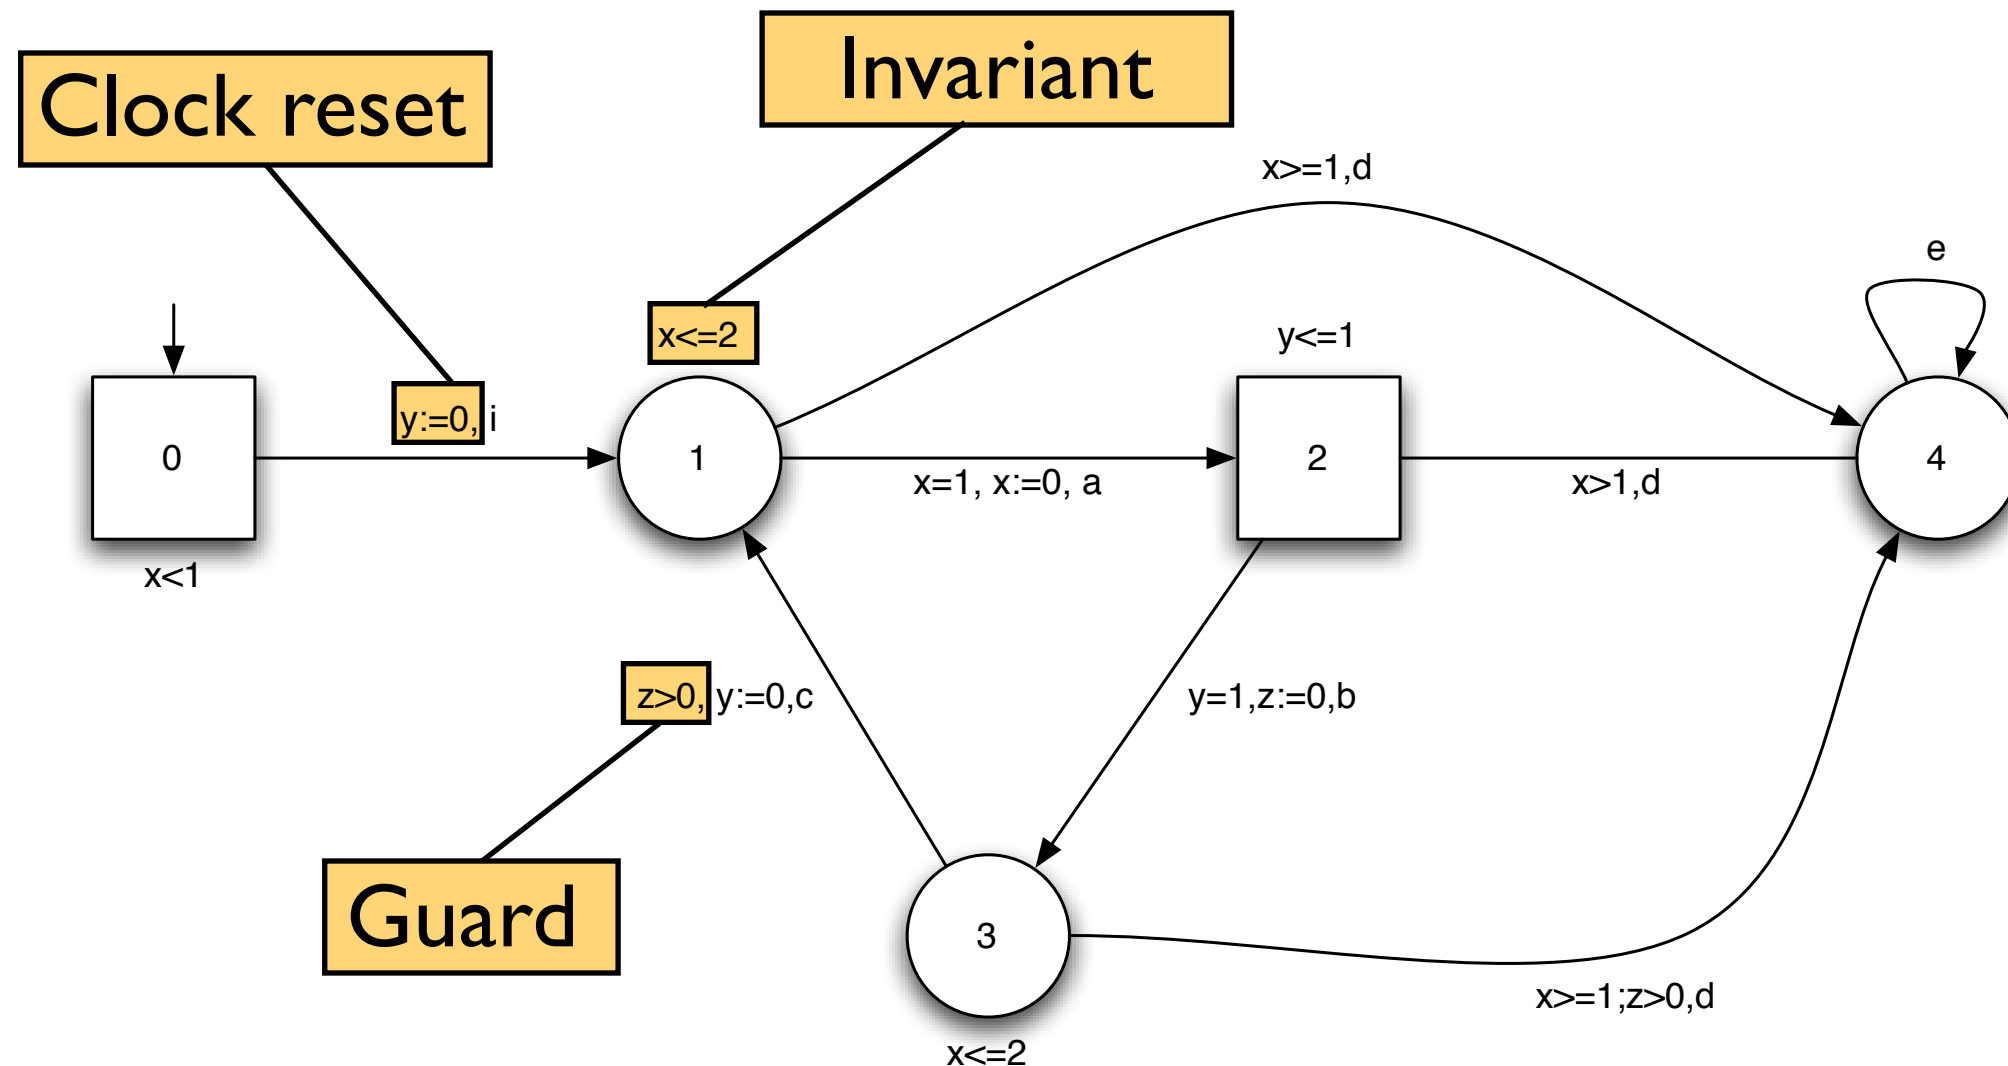 Invariant
Clock reset
x>=1,d
e
x<=2
y<=1
y:=0, i
0
1
2
4
x=1, x:=0, a
x>1,d
x<1
z>0, y:=0,c
y=1,z:=0,b
Guard
3
x>=1;z>0,d
x<=2